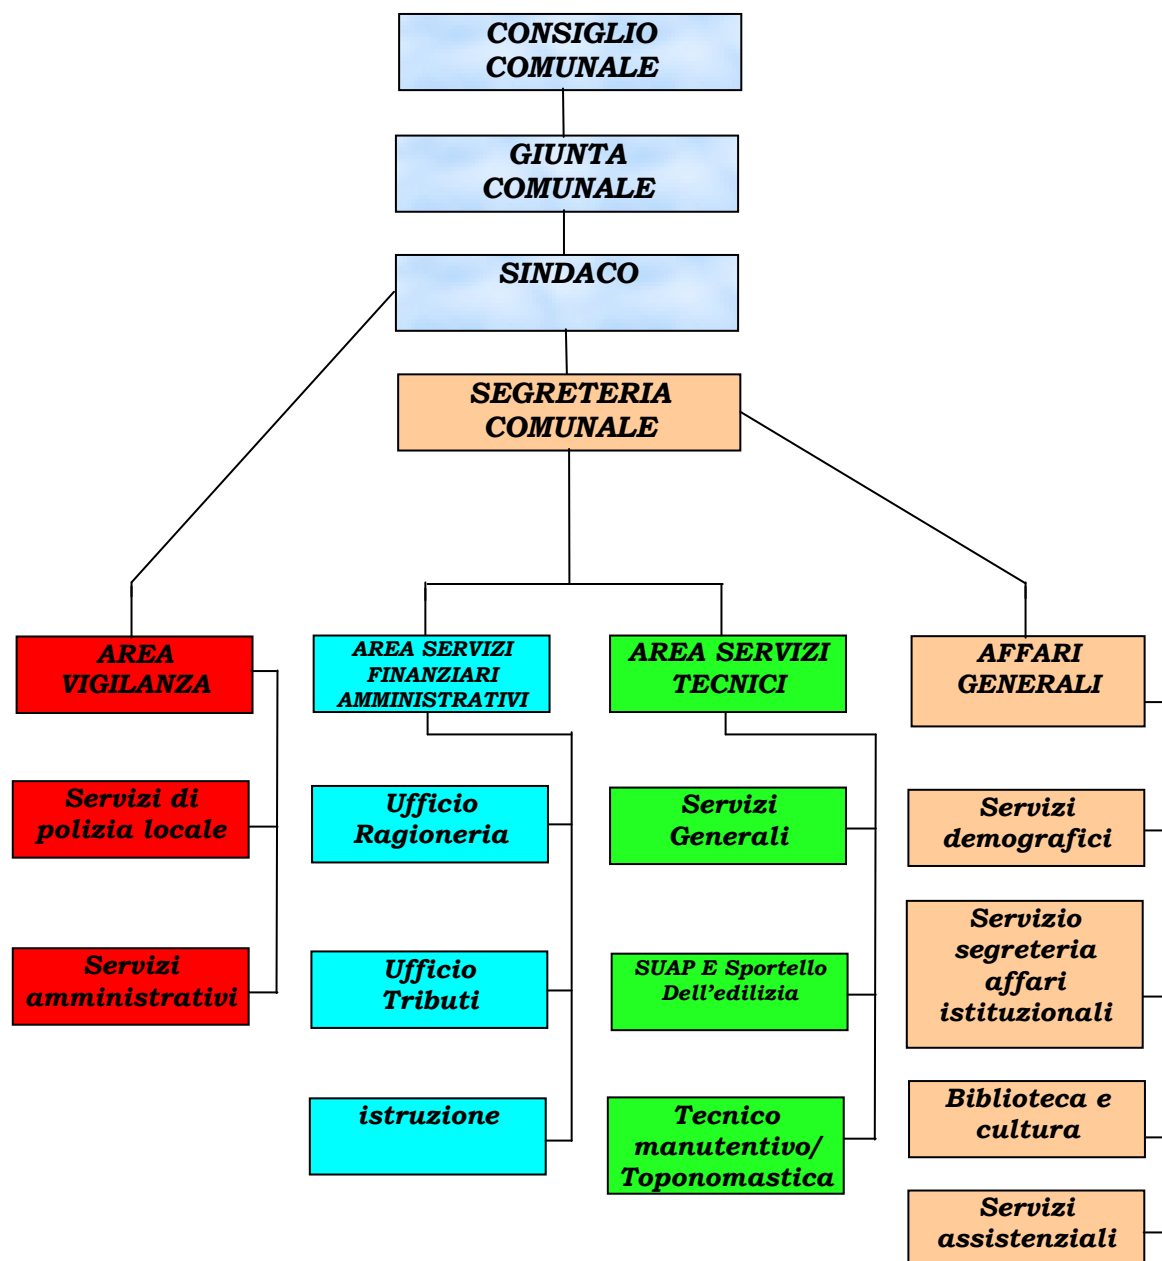 CONSIGLIO
COMUNALE
GIUNTA
COMUNALE
SINDACO
SEGRETERIA
COMUNALE
AREA
VIGILANZA
AREA SERVIZI
FINANZIARI
AMMINISTRATIVI
AREA SERVIZI
TECNICI
AFFARI
GENERALI
Servizi di
polizia locale
Ufficio
Ragioneria
Servizi
Generali
Servizi
demografici
Servizi
amministrativi
Ufficio
Tributi
SUAP E Sportello
Dell'edilizia
Servizio
segreteria
affari
istituzionali
istruzione
Tecnico
manutentivo/
Toponomastica
Biblioteca e
cultura
Servizi
assistenziali